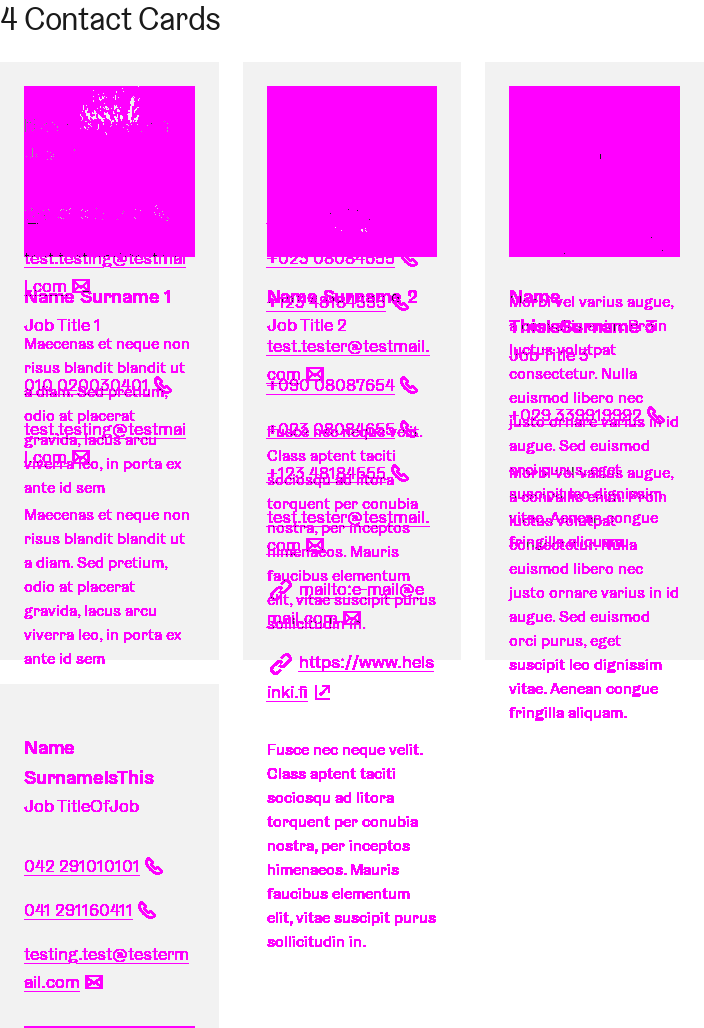 4 Contact Cards
test.testing@testmai
l.com
Name Surname 1
Job Title 1
Maecenas et neque non
risus blandit blandit ut
a diam. Sed pretium,
010 020030401
odio at placerat
test.testing@testmai
gravida, lacus arcu
l.com
viverra leo, in porta ex
ante id sem
Maecenas et neque non
risus blandit blandit ut
a diam. Sed pretium,
odio at placerat
gravida, lacus arcu
viverra leo, in porta ex
ante id sem
+023 08084655
Name Surname 2
+123 48184555
Job Title 2
test.tester@testmail.
com
+090 08087654
+023 08084655
Fusce nec neque velit.
Class aptent taciti
+123 48184555
sociosqu ad litora
torquent per conubia
test.tester@testmail.
nostra, per inceptos
com
himenaeos. Mauris
faucibus elementum
mailto:e-mail@e
elit, vitae suscipit purus
mail.com
sollicitudin in.
https://www.hels
inki.fi
Fusce nec neque velit.
Class aptent taciti
sociosqu ad litora
torquent per conubia
nostra, per inceptos
himenaeos. Mauris
faucibus elementum
elit, vitae suscipit purus
sollicitudin in.
Name
Morbi vel varius augue,
ThisIsSurname 3
luctus volutpat
Job Title 3
consectetur. Nulla
euismod libero nec
+029 339919992
justo ornare varius in id
augue. Sed euismod
orci purus, eget
Morbi vel varius augue,
suscipit leo dignissim
vitae. Aenean congue
luctus volutpat
fringilla aliquam.
consectetur. Nulla
euismod libero nec
justo ornare varius in id
augue. Sed euismod
orci purus, eget
suscipit leo dignissim
vitae. Aenean congue
fringilla aliquam.
Name
SurnameIsThis
Job TitleOfJob
042 291010101
041 291160411
testing.test@testerm
ail.com